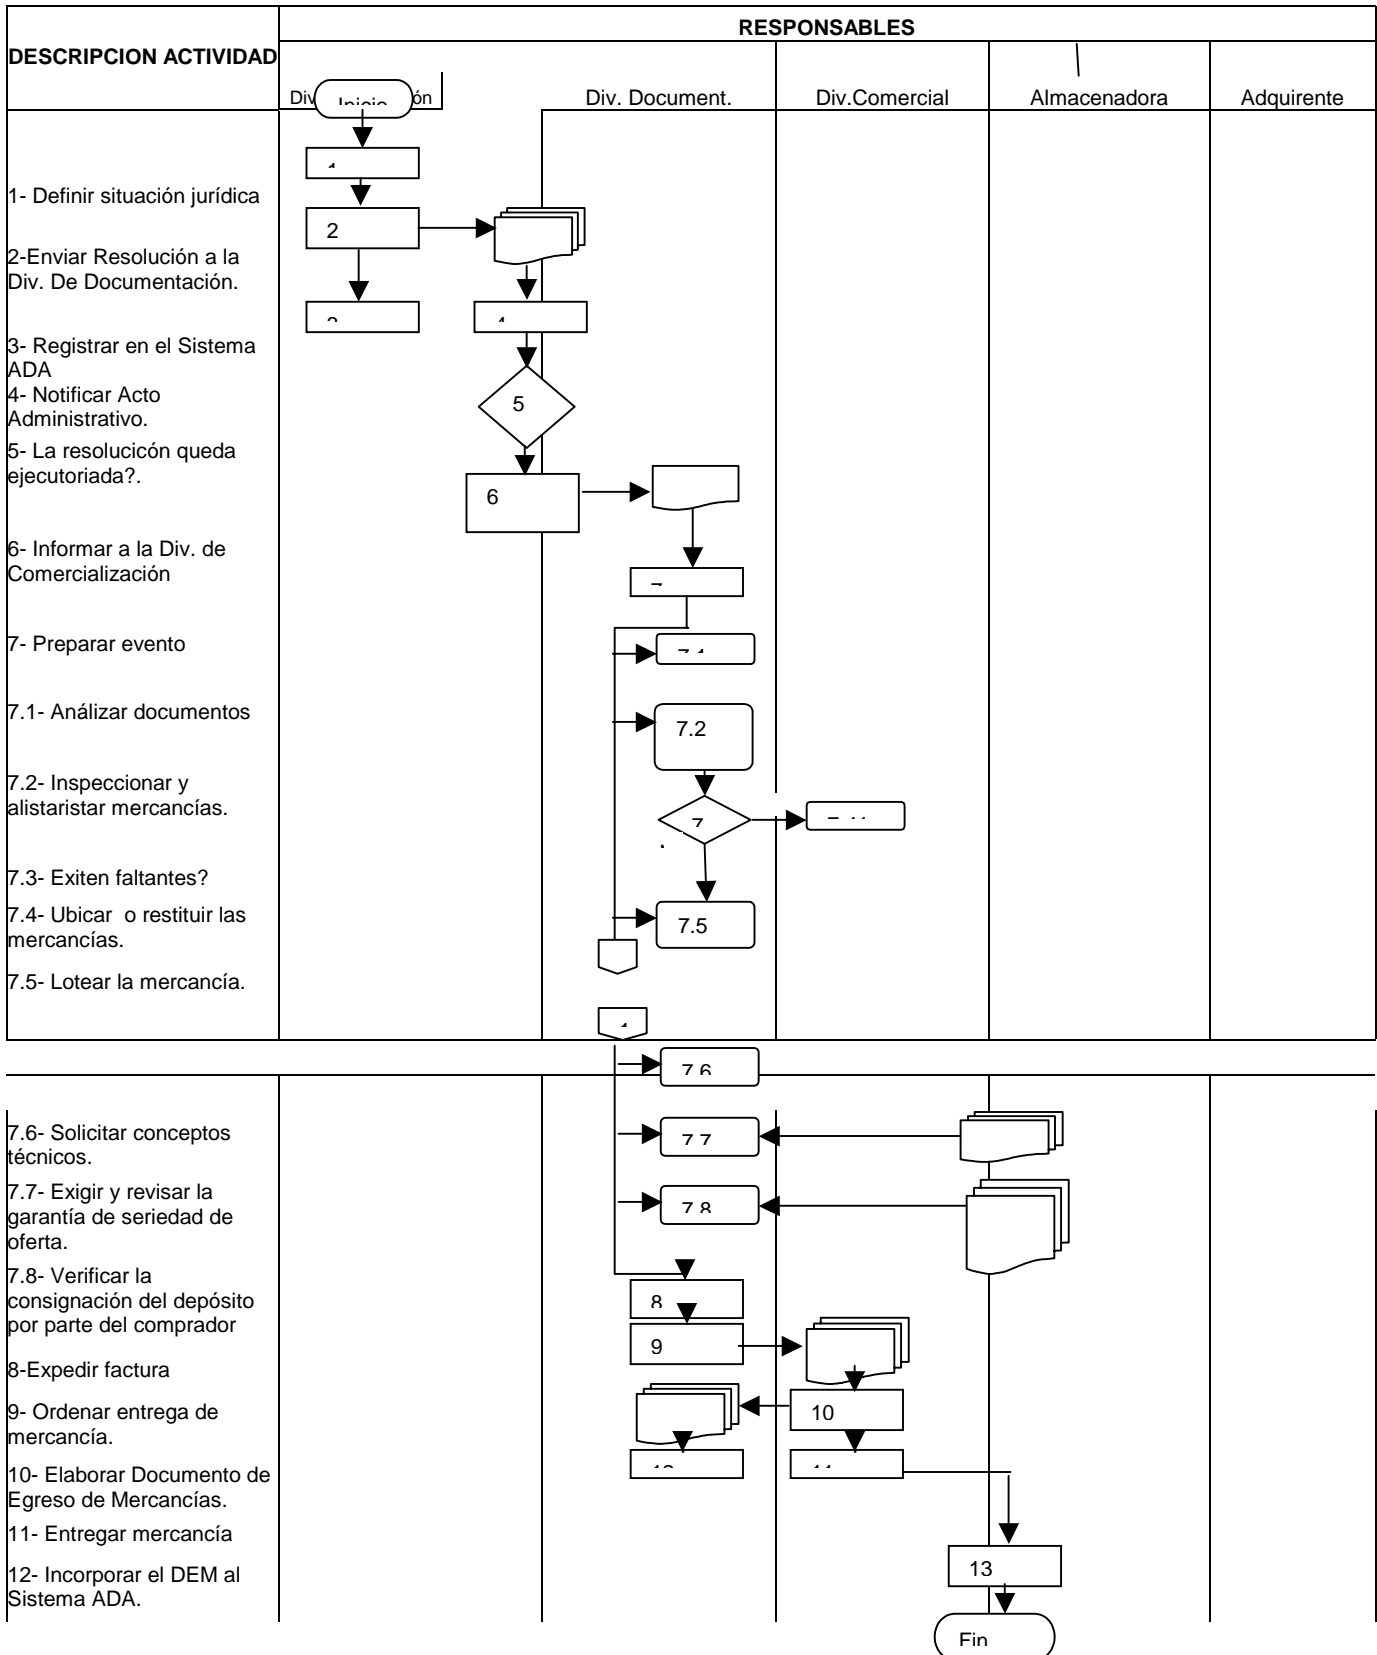 RESPONSABLES
DESCRIPCION ACTIVIDAD
Div ón
Div. Document.
Div.Comercial
Almacenadora
Adquirente
Inicio
1- Definir situación jurídica
2
2-Enviar Resolución a la
Div. De Documentación.
3- Registrar en el Sistema
ADA
4- Notificar Acto
Administrativo.
5
5- La resolucicón queda
ejecutoriada?.
6
6- Informar a la Div. de
Comercialización
7- Preparar evento
7.1- Análizar documentos
7.2
7.2- Inspeccionar y
alistaristar mercancías.
7
7.3- Exiten faltantes?
7.4- Ubicar o restituir las
mercancías.
7.5
7.5- Lotear la mercancía.
7.6
7.6- Solicitar conceptos
técnicos.
7.7
7.7- Exigir y revisar la
garantía de seriedad de
oferta.
7.8
7.8- Verificar la
consignación del depósito
por parte del comprador
8
9
8-Expedir factura
9- Ordenar entrega de
mercancía.
10
10- Elaborar Documento de
Egreso de Mercancías.
11- Entregar mercancía
12- Incorporar el DEM al
Sistema ADA.
13
Fin